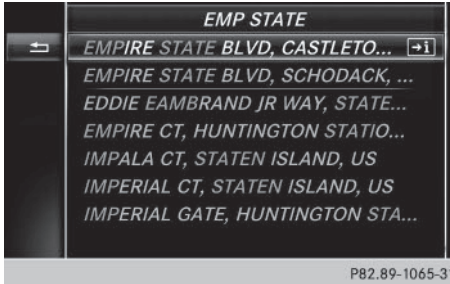 EMP STATE
EMPIRE STATE BLVD, CASTLETO...
EMPIRE STATE BLVD, SCHODACK, ...
EDDIE EAMBRAND JR WAY, STATE...
EMPIRE CT, HUNTINGTON STATIO...
IMPALA CT, STATEN ISLAND, US
IMPERIAL CT, STATEN ISLAND, US
IMPERIAL GATE, HUNTINGTON STA...
P82.89-1065-31